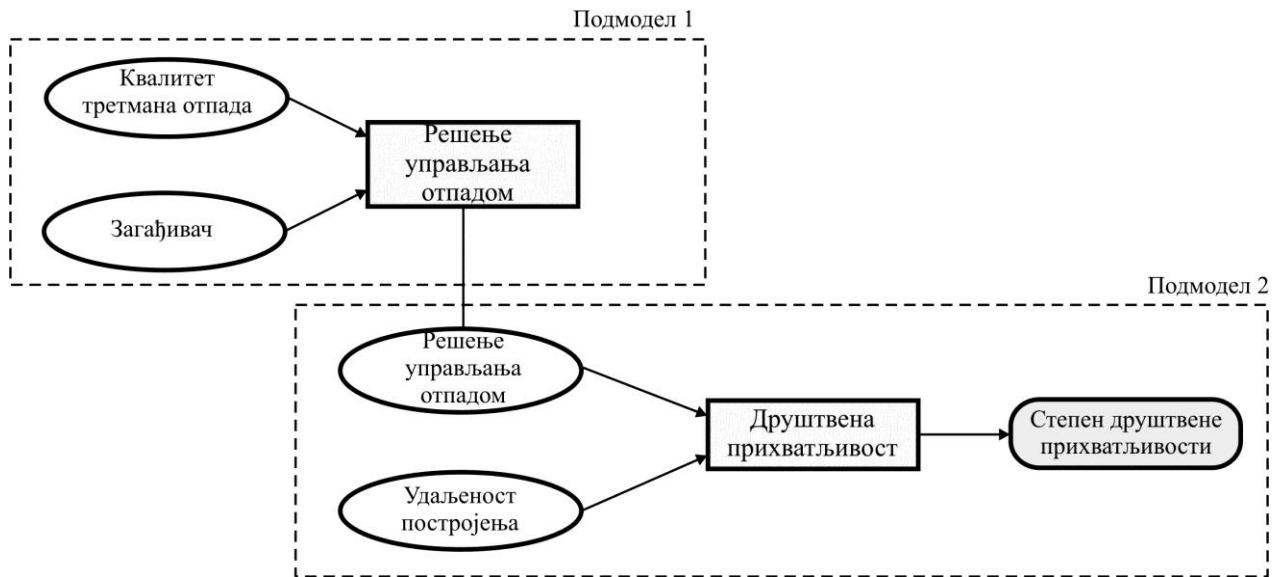 Подмодел 1
Квалитет
третмана отпада
Решење
управљања
отпадом
Загађивач
Подмодел 2
Решење
управљања
отпадом
Друштвена
прихватљивост
Степен друштвене
прихватљивости
Удаљеност
постројења